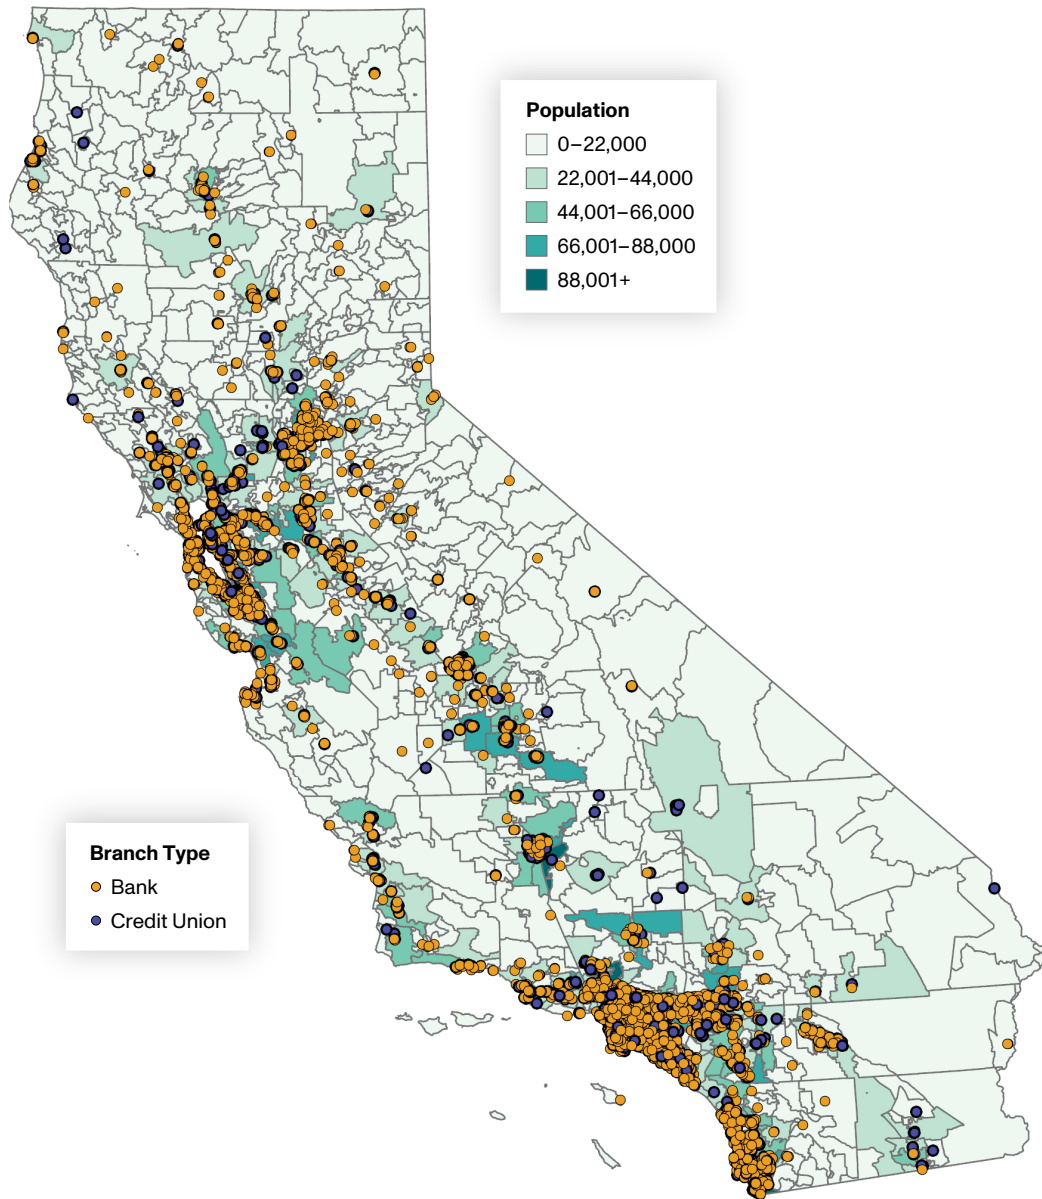 Population
0–22,000
22,001–44,000
44,001–66,000
66,001–88,000
88,001+
Branch Type
Bank
Credit Union